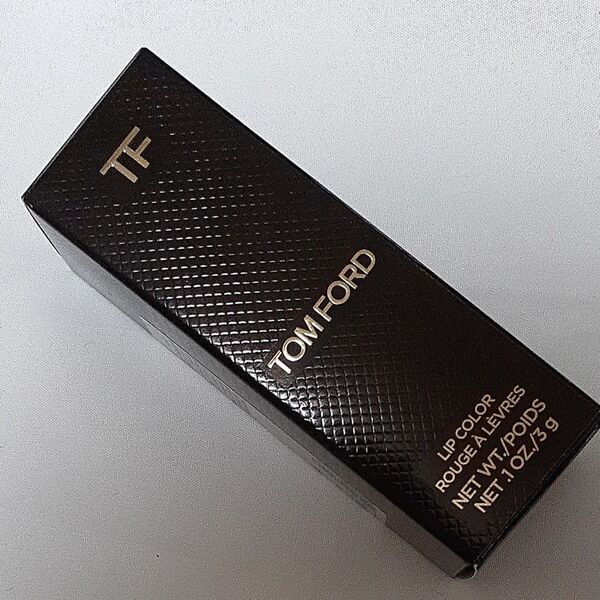 TF
TOM FORD
LIP COLOR
ROUGE À LÈVRES
NET WT./POIDS
NET .1 OZ./3 g